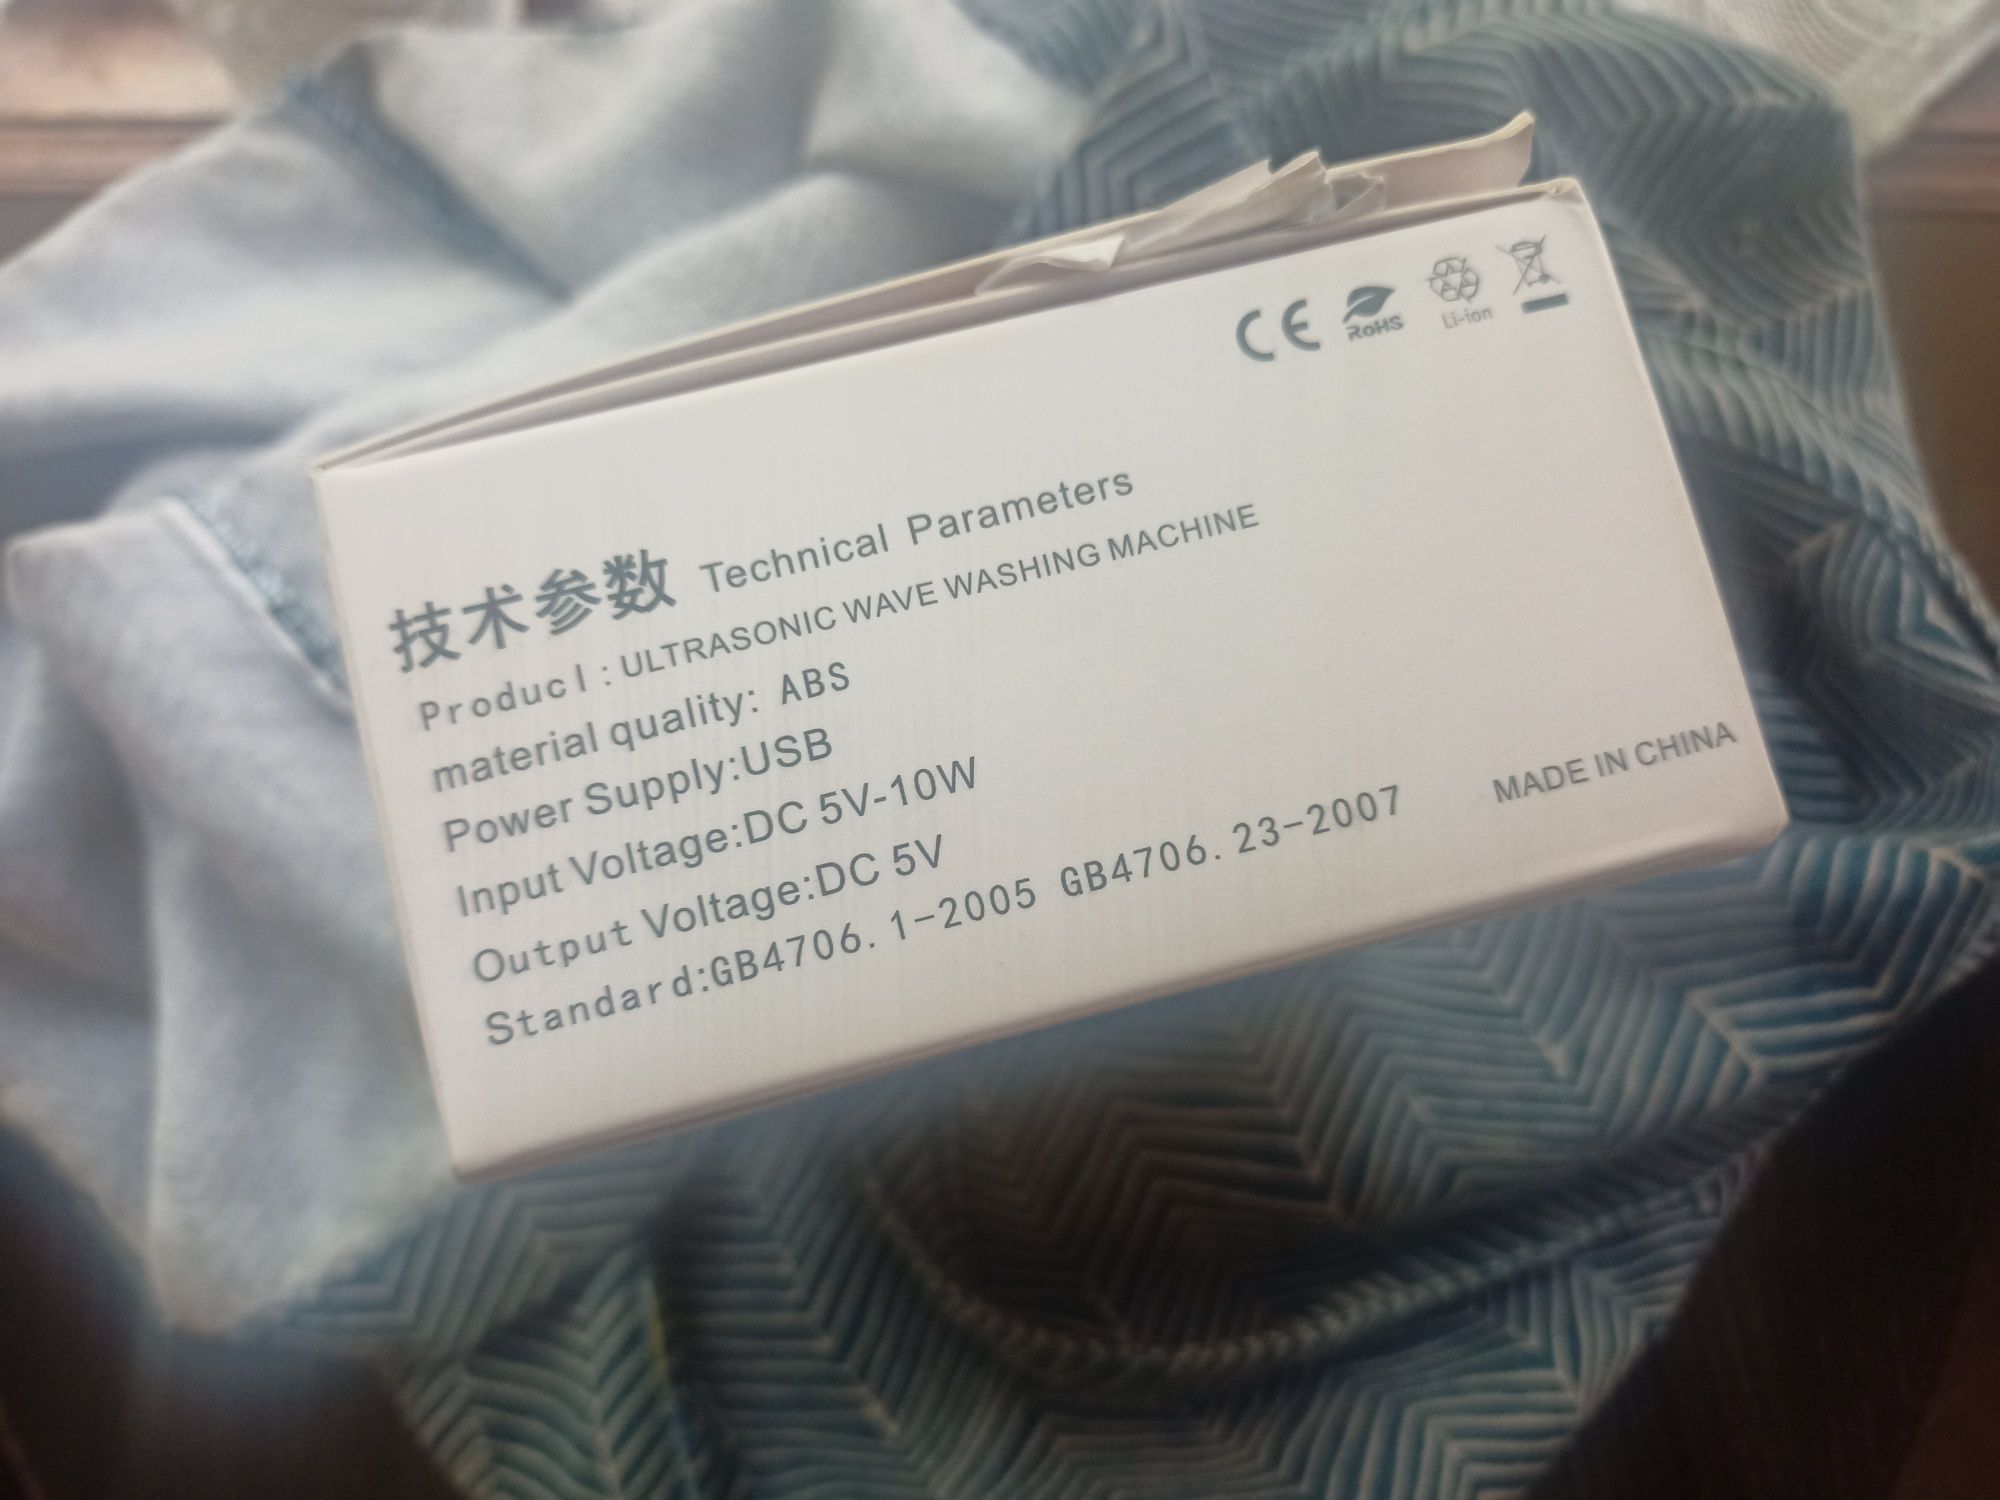 CE RoHS Li-ion
技术参数 Technical Parameters
Product : ULTRASONIC WAVE WASHING MACHINE
material quality: ABS
Power Supply:USB
Input Voltage:DC 5V-10W
Output Voltage:DC 5V
Standard:GB4706. 1-2005 GB4706. 23-2007
MADE IN CHINA